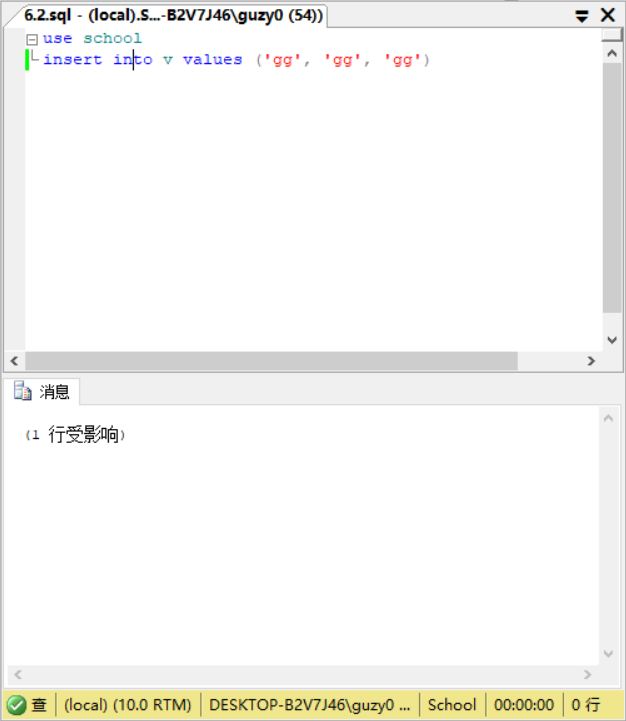 6.2.sql - (local).S...-B2V7J46\guzy0 (54))
use school
insert into v values ('gg', 'gg', 'gg')
消息
(1 行受影响)
查 (local) (10.0 RTM) DESKTOP-B2V7J46\guzy0 ... School 00:00:00 0 行